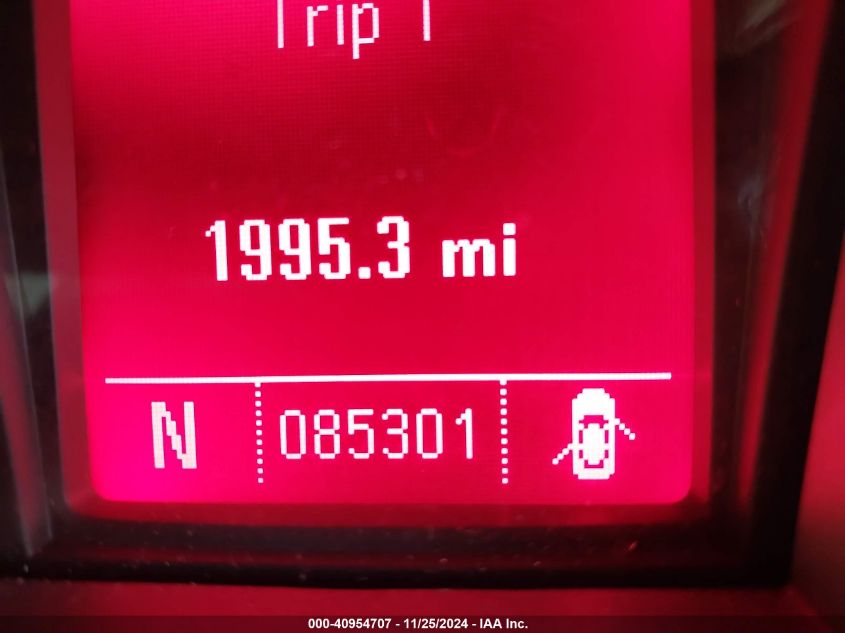 Trip 1
1995.3 mi
N 085301
000-40954707 - 11/25/2024 - IAA Inc.